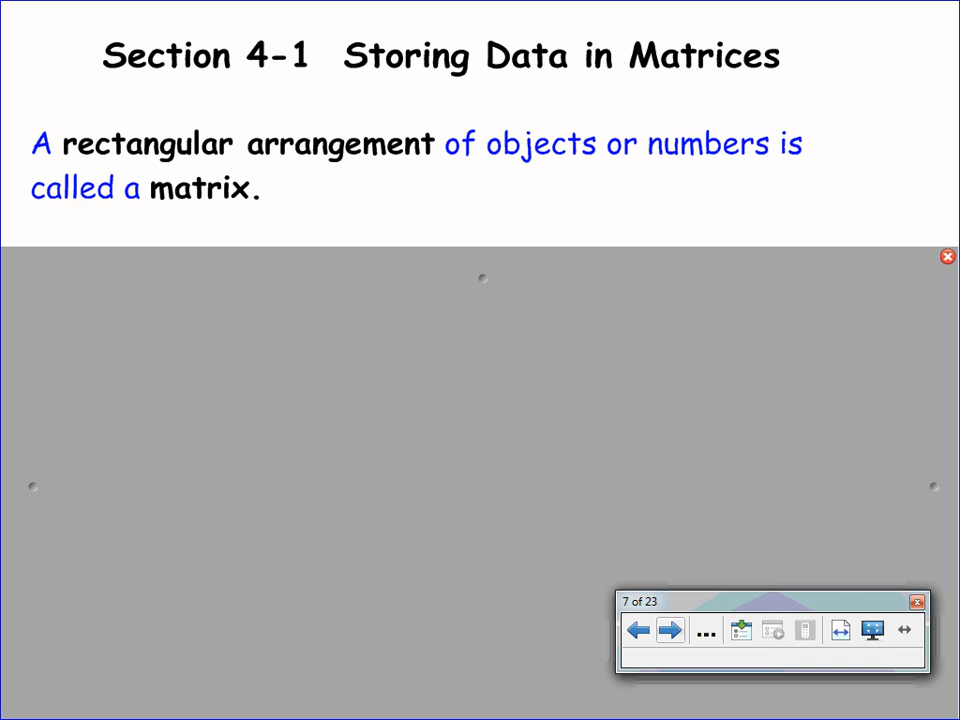 Section 4-1 Storing Data in Matrices
A rectangular arrangement of objects or numbers is
called a matrix.
7 of 23
...